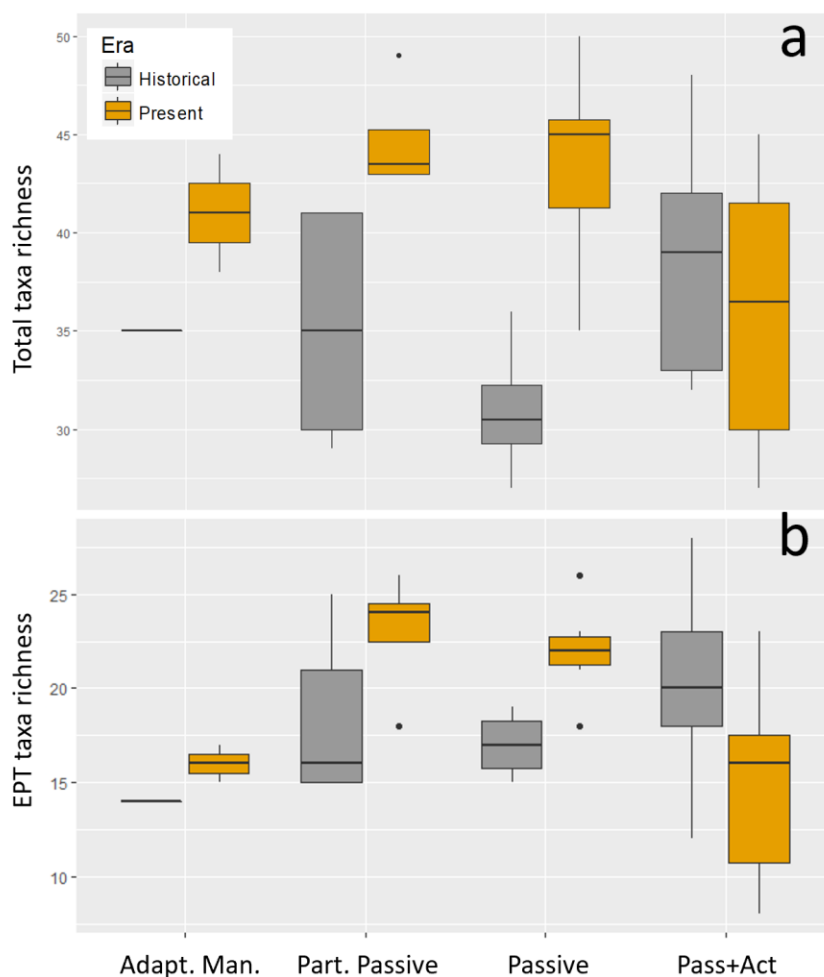 a
Era
Historical
Present
Total taxa richness
50
45
40
35
30
b
EPT taxa richness
25
20
15
10
Adapt. Man. Part. Passive Passive Pass+Act